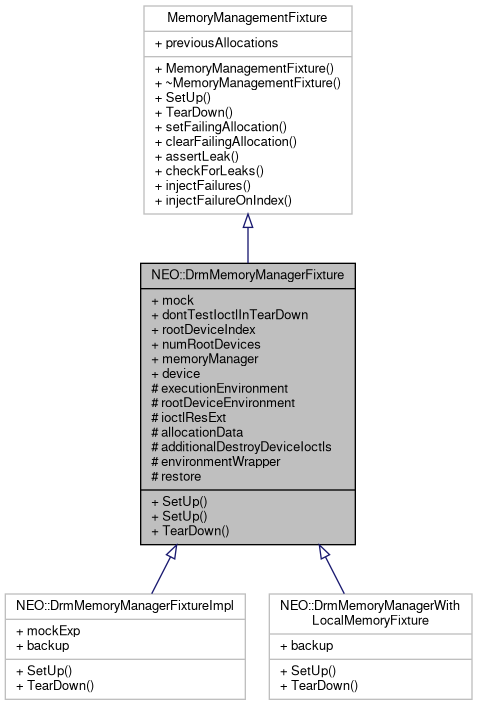 MemoryManagementFixture
+ previousAllocations
+ MemoryManagementFixture()
+ ~MemoryManagementFixture()
+ SetUp()
+ TearDown()
+ setFailingAllocation()
+ clearFailingAllocation()
+ assertLeak()
+ checkForLeaks()
+ injectFailures()
+ injectFailureOnIndex()
NEO::DrmMemoryManagerFixture
+ mock
+ dontTestIoctlInTearDown
+ rootDeviceIndex
+ numRootDevices
+ memoryManager
+ device
# executionEnvironment
# rootDeviceEnvironment
# ioctlResExt
# allocationData
# additionalDestroyDeviceIoctls
# environmentWrapper
# restore
+ SetUp()
+ SetUp()
+ TearDown()
NEO::DrmMemoryManagerFixtureImpl
+ mockExp
+ backup
+ SetUp()
+ TearDown()
NEO::DrmMemoryManagerWith
LocalMemoryFixture
+ backup
+ SetUp()
+ TearDown()